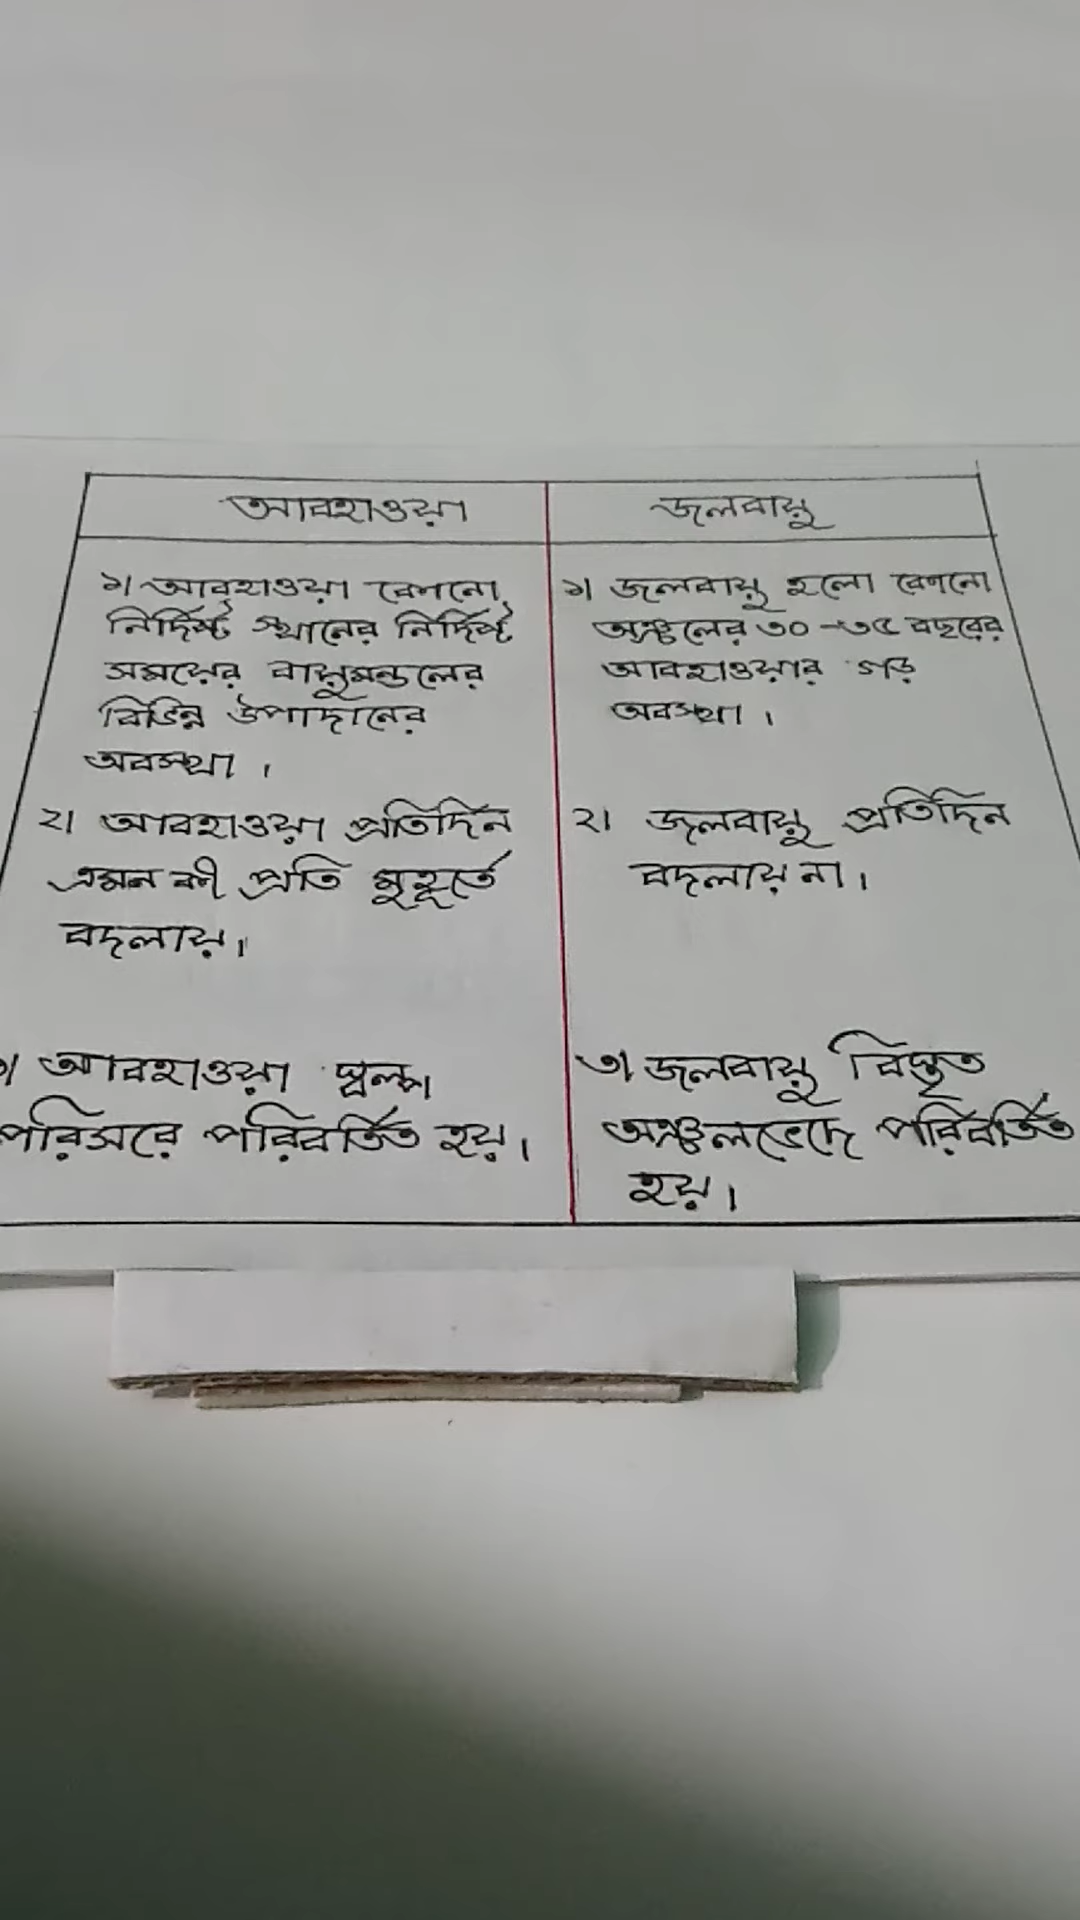 আবহাওয়া
১। আবহাওয়া কোনো
নির্দিষ্ট স্থানের নির্দিষ্ট
সময়ের বায়ুমন্ডলের
বিভিন্ন উপাদানের
অবস্থা ।
২। আবহাওয়া প্রতিদিন
এমন কী প্রতি মুহূর্তে
বদলায়।
৩। আবহাওয়া স্বল্প
পরিসরে পরিবর্তিত হয়।
জলবায়ু
১। জলবায়ু হলো কোনো
অঞ্চলের ৩০-৩৫ বছরের
আবহাওয়ার গড়
অবস্থা ।
২। জলবায়ু প্রতিদিন
বদলায় না।
৩। জলবায়ু বিস্তৃত
অঞ্চলভেদে পরিবর্তিত
হয়।